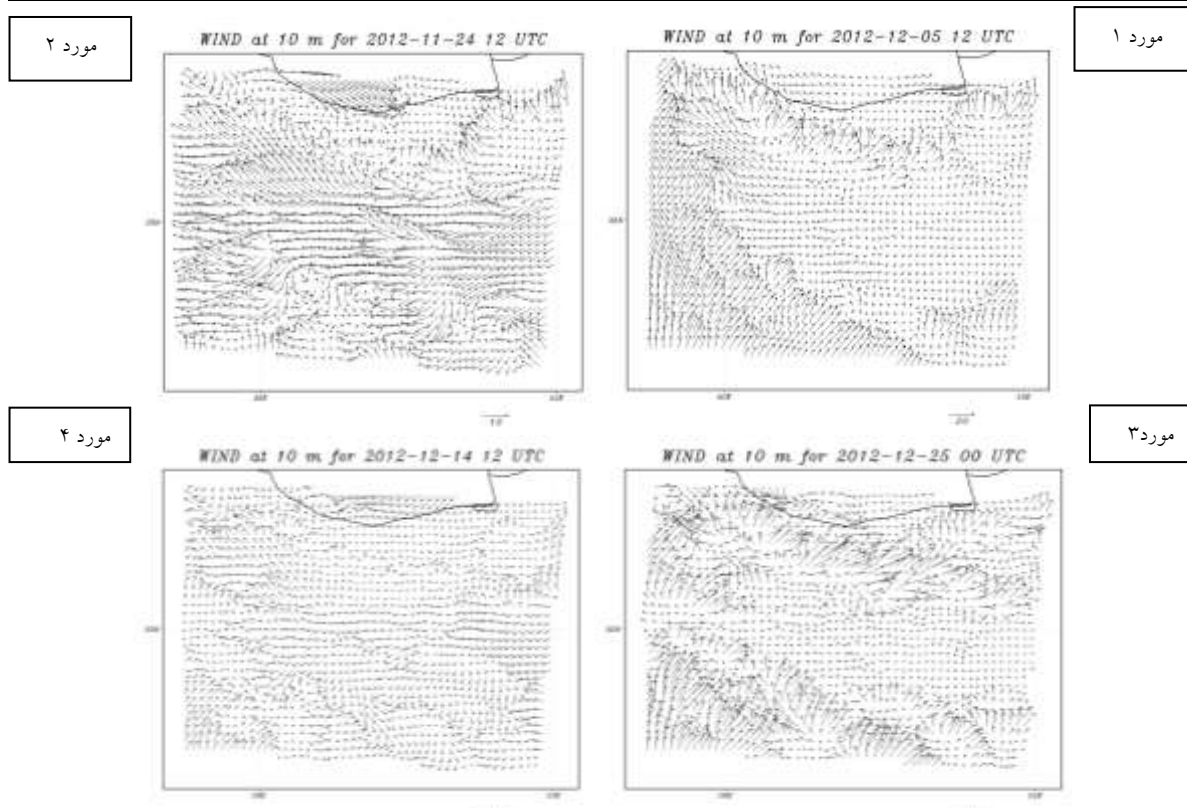 مورد ۱
WIND at 10 m for 2012-12-05 12 UTC
مورد ۲
WIND at 10 m for 2012-11-24 12 UTC
مورد۳
WIND at 10 m for 2012-12-25 00 UTC
مورد ۴
WIND at 10 m for 2012-12-14 12 UTC